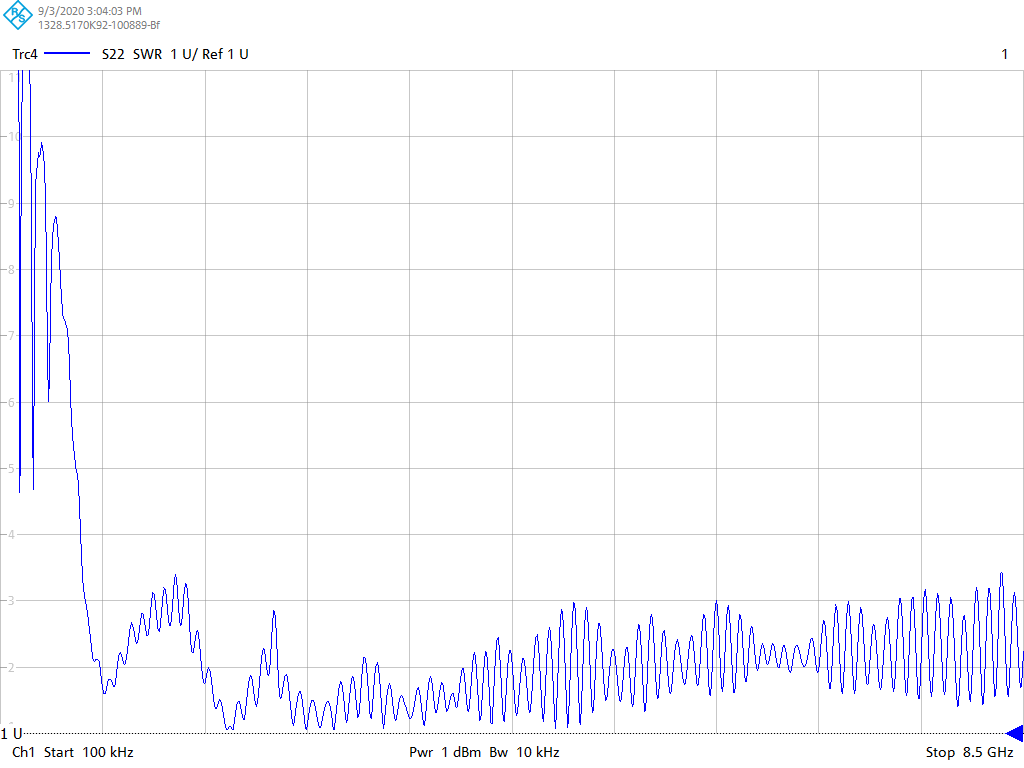 R&S
9/3/2020 3:04:03 PM
1328.5170K92-100889-Bf
Trc4 S22 SWR 1 U/ Ref 1 U 1
10
9
8
7
6
5
4
3
2
1 U
Ch1 Start 100 kHz Pwr 1 dBm Bw 10 kHz Stop 8.5 GHz